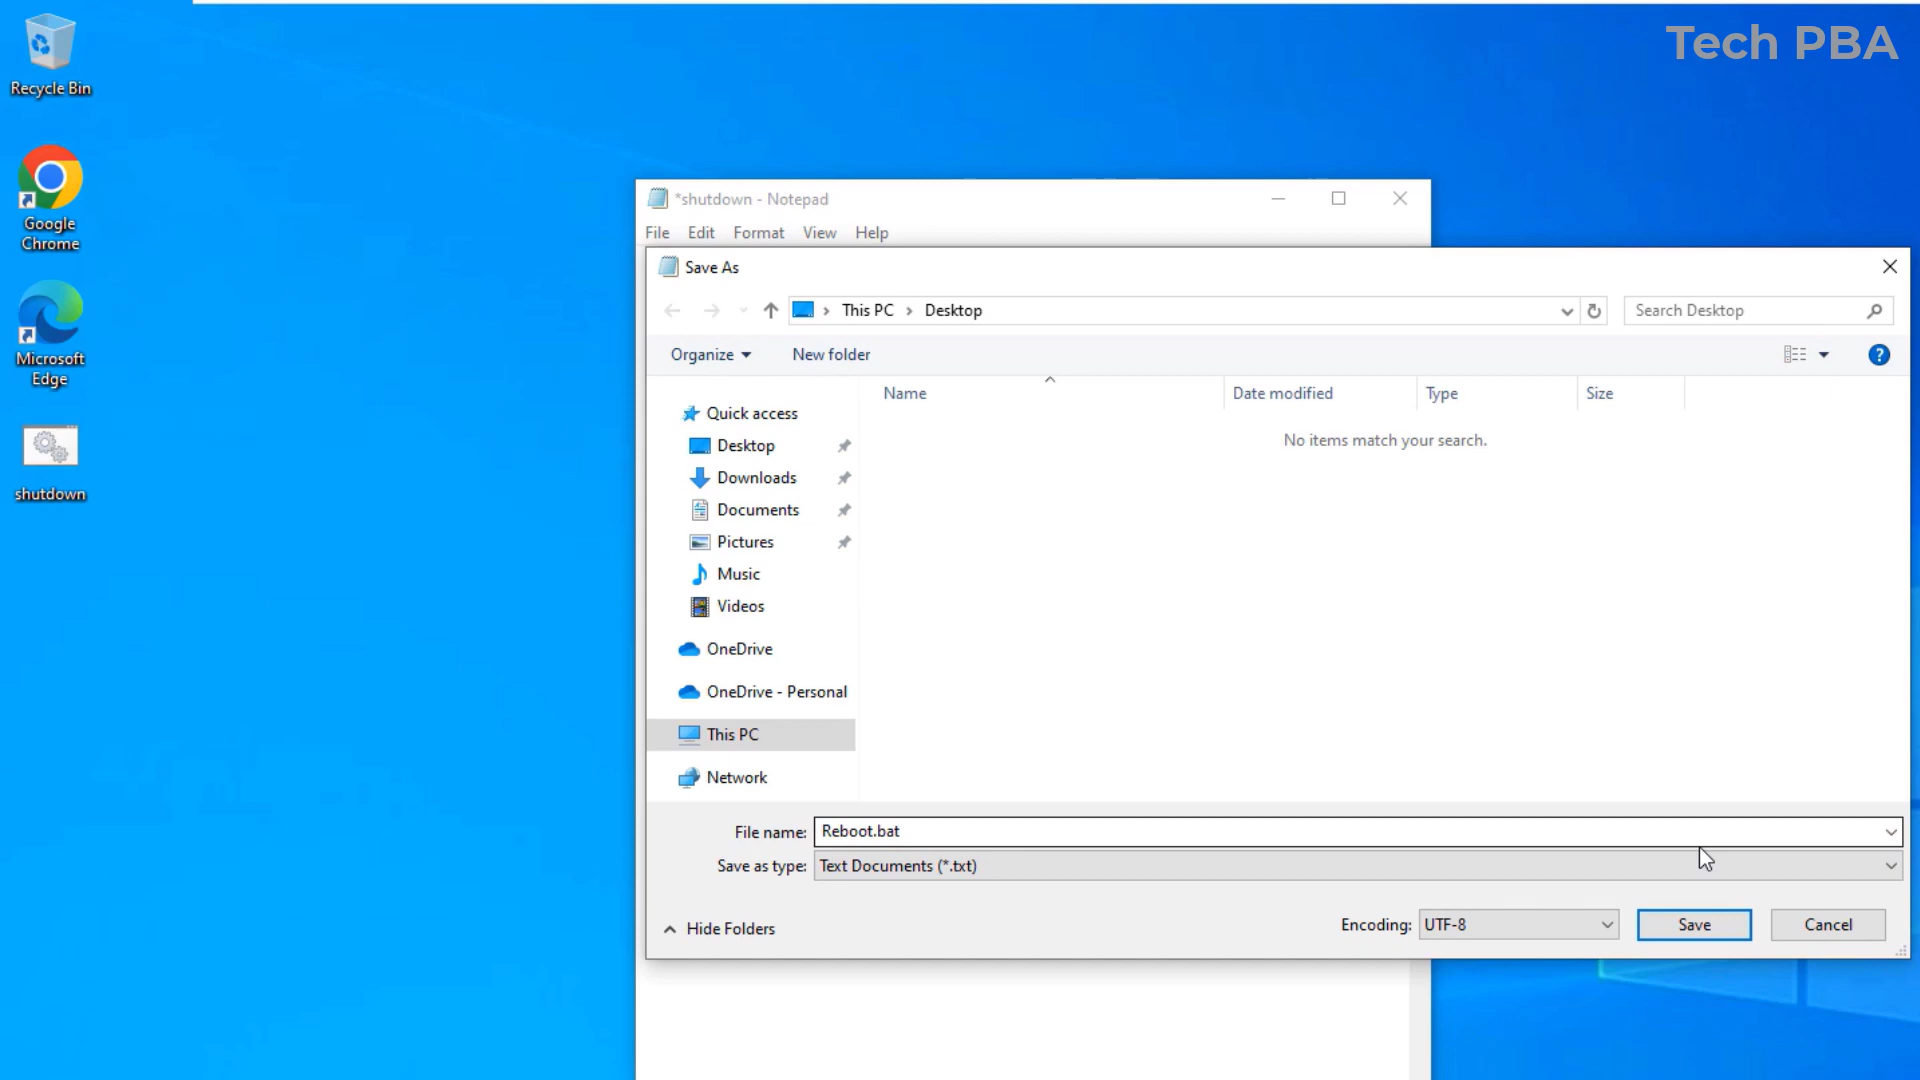 Tech PBA
Recycle Bin
Google
Chrome
Microsoft
Edge
shutdown
*shutdown - Notepad
File Edit Format View Help
Save As
This PC Desktop
Search Desktop
Organize New folder
Name Date modified Type Size
No items match your search.
Quick access
Desktop
Downloads
Documents
Pictures
Music
Videos
OneDrive
OneDrive - Personal
This PC
Network
File name: Reboot.bat
Save as type: Text Documents (*.txt)
Hide Folders Encoding: UTF-8 Save Cancel